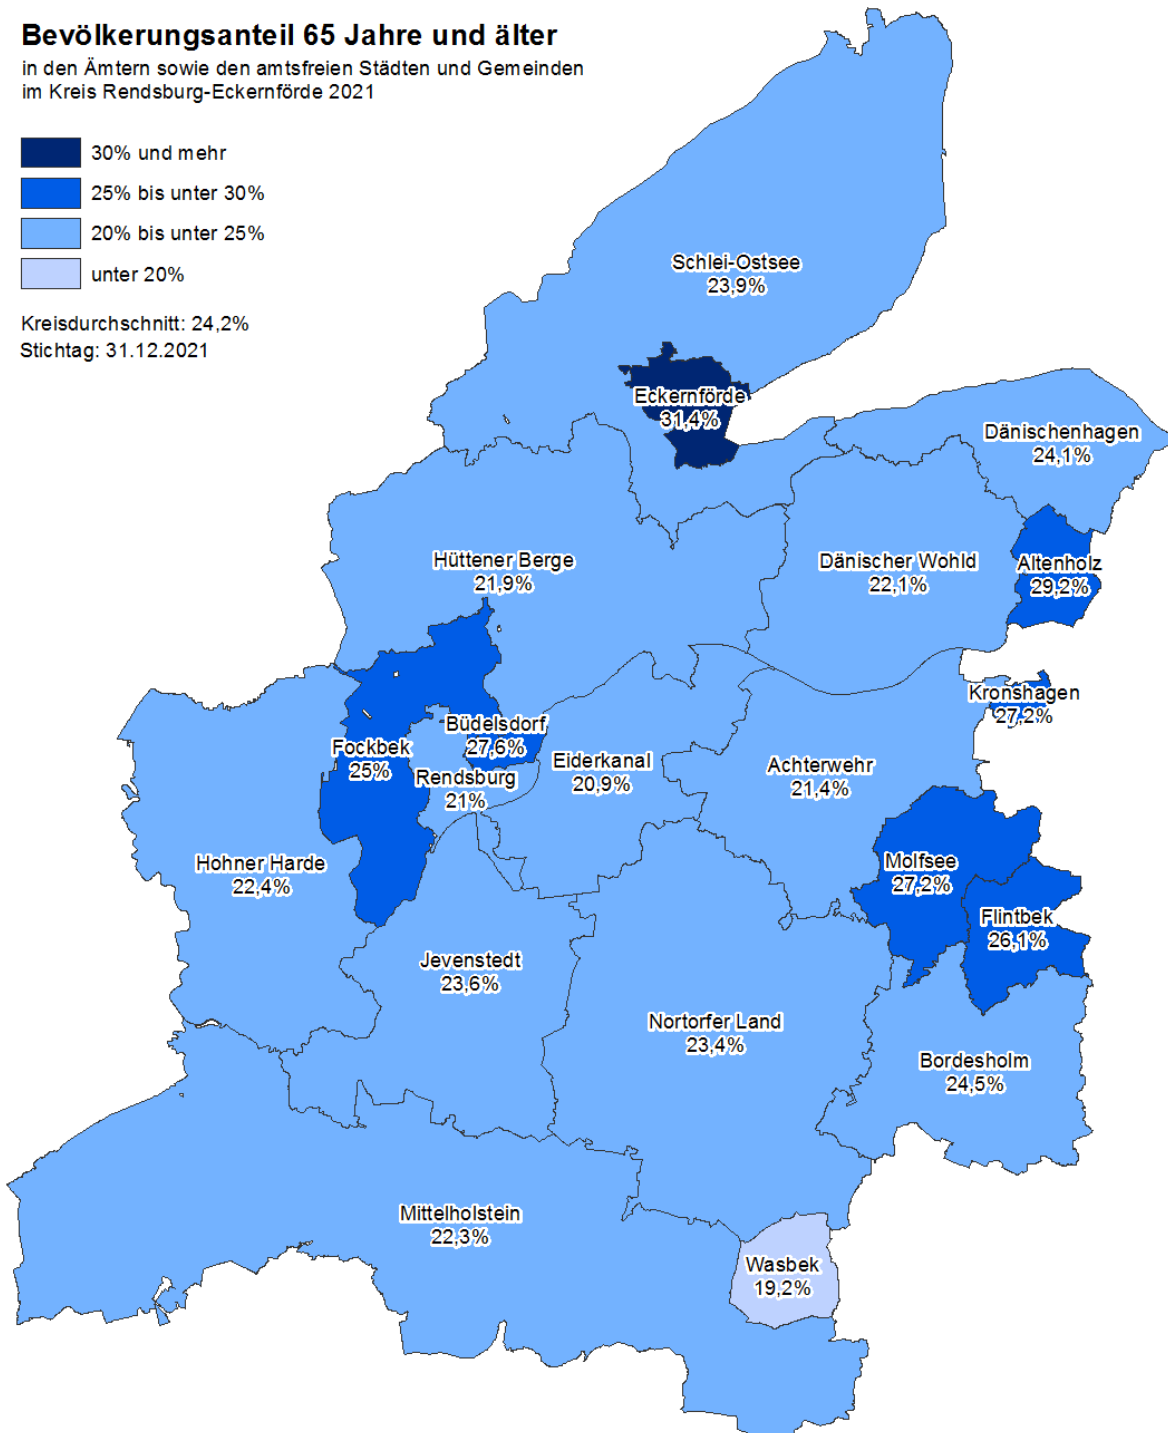 Bevölkerungsanteil 65 Jahre und älter
in den Ämtern sowie den amtsfreien Städten und Gemeinden
im Kreis Rendsburg-Eckernförde 2021
30% und mehr
25% bis unter 30%
20% bis unter 25%
unter 20%
Kreisdurchschnitt: 24,2%
Stichtag: 31.12.2021
Schlei-Ostsee
23,9%
Eckernförde
31,4%
Dänischenhagen
24,1%
Hüttener Berge
21,9%
Dänischer Wohld
22,1%
Altenholz
29,2%
Kronshagen
27,2%
Büdelsdorf
27,6%
Fockbek
25%
Rendsburg
21%
Eiderkanal
20,9%
Achterwehr
21,4%
Hohner Harde
22,4%
Molfsee
27,2%
Flintbek
26,1%
Jevenstedt
23,6%
Nortorfer Land
23,4%
Bordesholm
24,5%
Mittelholstein
22,3%
Wasbek
19,2%